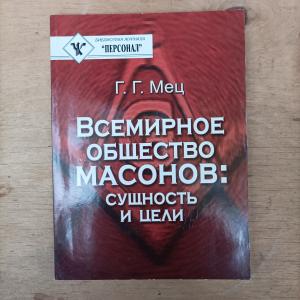 БИБЛИОТЕКА ЖУРНАЛА
"ПЕРСОНАЛ"
Г. Г. Мец
ВСЕМИРНОЕ
ОБЩЕСТВО
МАСОНОВ:
СУЩНОСТЬ
И ЦЕЛИ